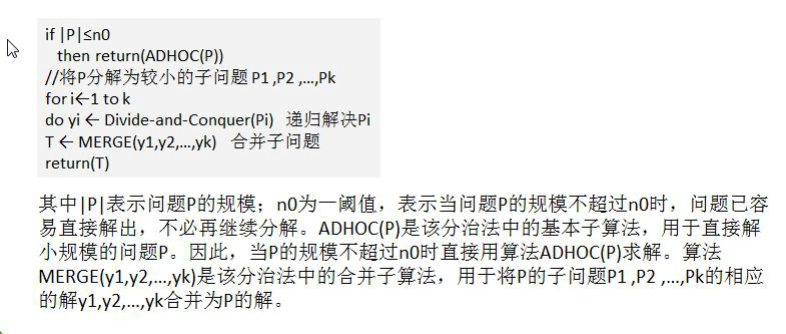 if |P|≤n0
then return(ADHOC(P))
//将P分解为较小的子问题 P1 ,P2 ,...,Pk
for i←1 to k
do yi ← Divide-and-Conquer(Pi) 递归解决Pi
T ← MERGE(y1,y2,...,yk) 合并子问题
return(T)
其中|P|表示问题P的规模；n0为一阈值，表示当问题P的规模不超过n0时，问题已容
易直接解出，不必再继续分解。ADHOC(P)是该分治法中的基本子算法，用于直接解
小规模的问题P。因此，当P的规模不超过n0时直接用算法ADHOC(P)求解。算法
MERGE(y1,y2,...,yk)是该分治法中的合并子算法，用于将P的子问题P1 ,P2 ,...,Pk的相应
的解y1,y2,...,yk合并为P的解。